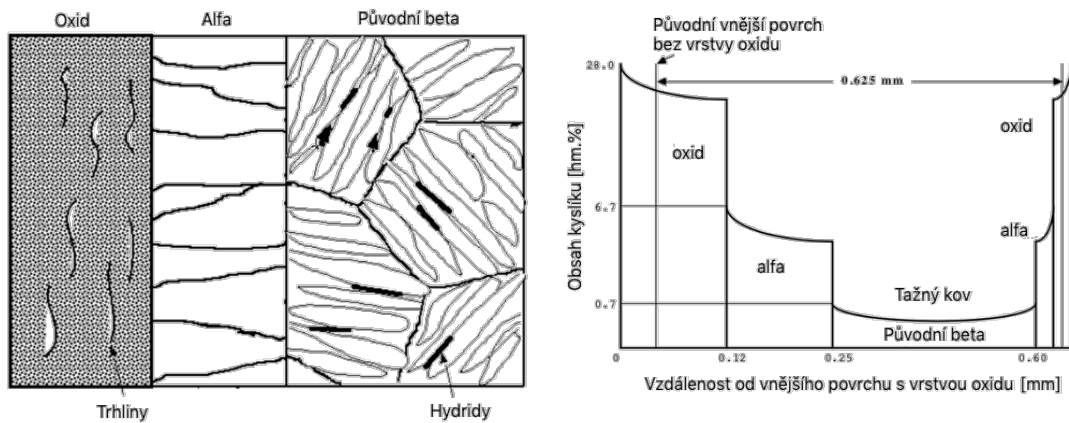 Oxid
Alfa
Původní beta
Trhliny
Hydridy
Původní vnější povrch
bez vrstvy oxidu
28.0
0.625 mm
oxid
oxid
6.7
alfa
alfa
0.7
Tažný kov
Původní beta
0
0.12
0.25
0.60
Obsah kyslíku [hm.%]
Vzdálenost od vnějšího povrchu s vrstvou oxidu [mm]